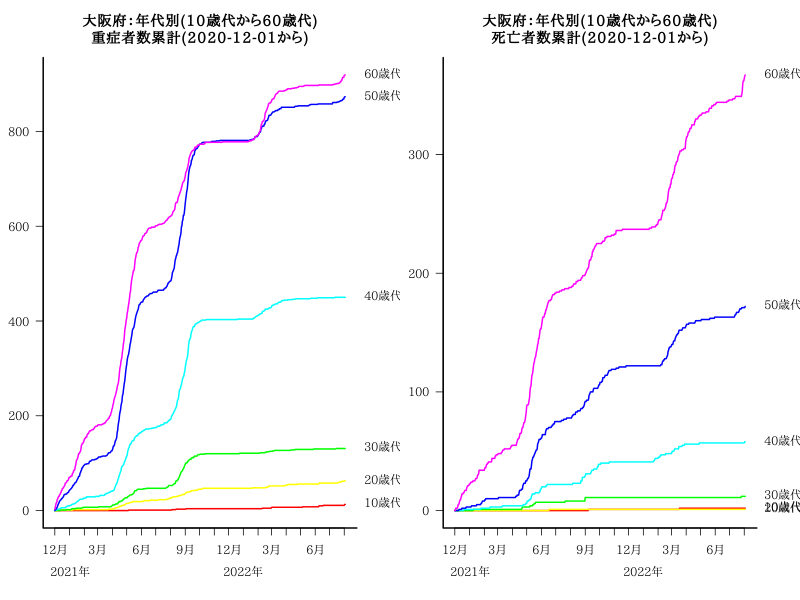 大阪府：年代別(10歳代から60歳代)
重症者数累計(2020-12-01から)
60歳代
50歳代
40歳代
30歳代
20歳代
10歳代
800
600
400
200
0
12月 3月 6月 9月 12月 3月 6月
2021年 2022年
大阪府：年代別(10歳代から60歳代)
死亡者数累計(2020-12-01から)
60歳代
50歳代
40歳代
30歳代
300
200
100
0
12月 3月 6月 9月 12月 3月 6月
2021年 2022年